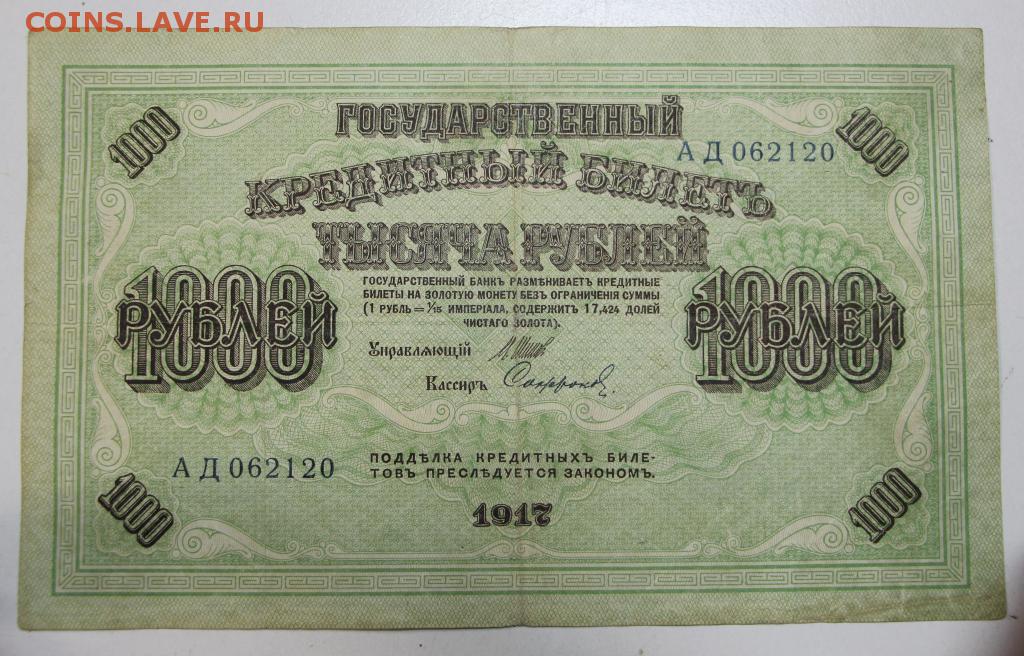 COINS.LAVE.RU
1000
1000
ГОСУДАРСТВЕННЫЙ
АД 062120
КРЕДИТНЫЙ БИЛЕТЪ
ТЫСЯЧА РУБЛЕЙ
ГОСУДАРСТВЕННЫЙ БАНКЪ РАЗМѢНИВАЕТЪ КРЕДИТНЫЕ
БИЛЕТЫ НА ЗОЛОТУЮ МОНЕТУ БЕЗЪ ОГРАНИЧЕНІЯ СУММЫ
(1 РУБЛЬ = 1/15 ИМПЕРІАЛА, СОДЕРЖИТЪ 17,424 ДОЛЕЙ
ЧИСТАГО ЗОЛОТА).
1000 РУБЛЕЙ
1000 РУБЛЕЙ
Управляющій
Кассиръ
АД 062120
ПОДДѢЛКА КРЕДИТНЫХЪ БИЛЕ-
ТОВЪ ПРЕСЛѢДУЕТСЯ ЗАКОНОМЪ.
1000
1917
1000